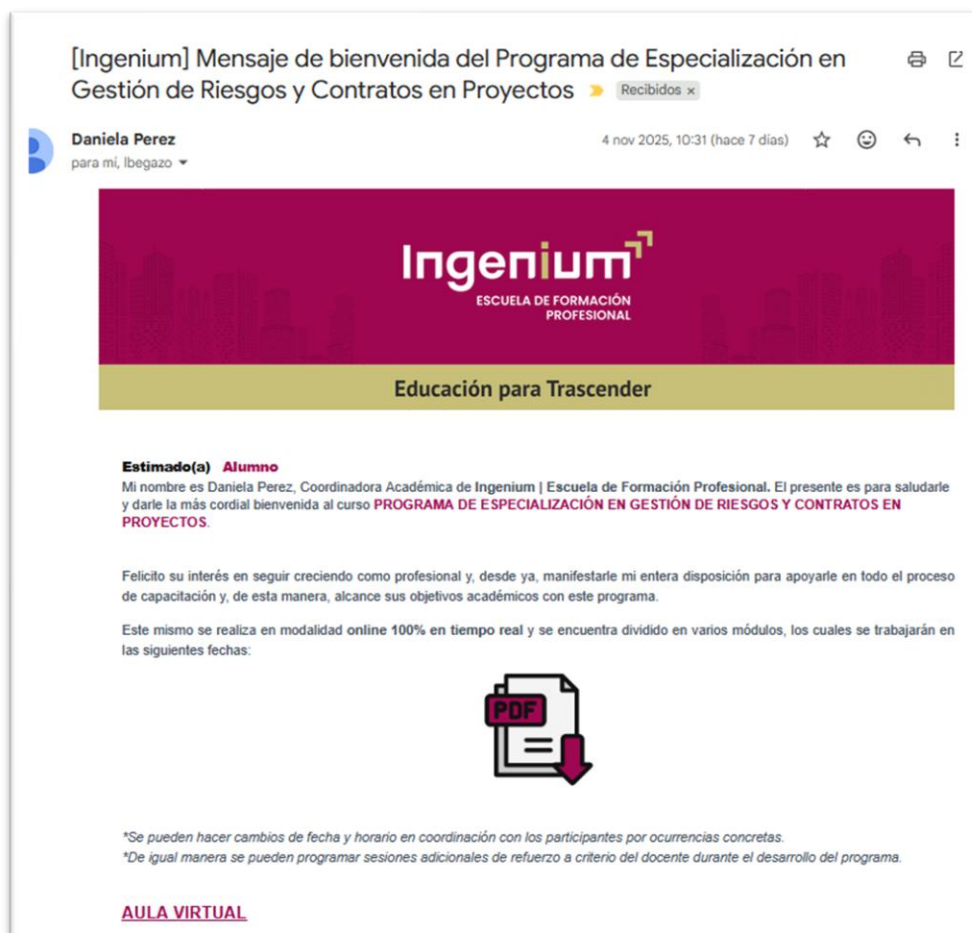 [Ingenium] Mensaje de bienvenida del Programa de Especialización en
Gestión de Riesgos y Contratos en Proyectos Recibidos x
Daniela Perez
4 nov 2025, 10:31 (hace 7 días)
para mí, Ibegazo
Ingenium
ESCUELA DE FORMACIÓN
PROFESIONAL
Educación para Trascender
Estimado(a) Alumno
Mi nombre es Daniela Perez, Coordinadora Académica de Ingenium | Escuela de Formación Profesional. El presente es para saludarle
y darle la más cordial bienvenida al curso PROGRAMA DE ESPECIALIZACIÓN EN GESTIÓN DE RIESGOS Y CONTRATOS EN
PROYECTOS.
Felicito su interés en seguir creciendo como profesional y, desde ya, manifestarle mi entera disposición para apoyarle en todo el proceso
de capacitación y, de esta manera, alcance sus objetivos académicos con este programa.
Este mismo se realiza en modalidad online 100% en tiempo real y se encuentra dividido en varios módulos, los cuales se trabajarán en
las siguientes fechas:
PDF
*Se pueden hacer cambios de fecha y horario en coordinación con los participantes por ocurrencias concretas.
*De igual manera se pueden programar sesiones adicionales de refuerzo a criterio del docente durante el desarrollo del programa.
AULA VIRTUAL